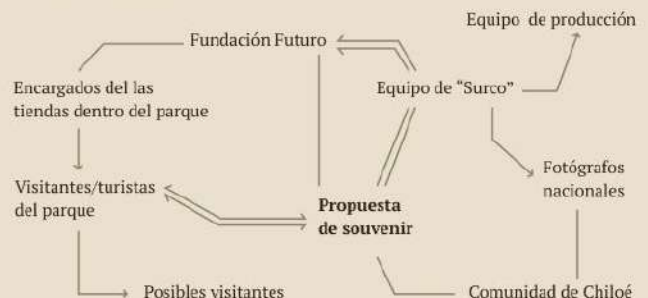 Equipo de producción
Fundación Futuro
Encargados del las
tiendas dentro del parque
Equipo de “Surco”
Visitantes/turistas
del parque
Propuesta
de souvenir
Fotógrafos
nacionales
Posibles visitantes
Comunidad de Chiloé